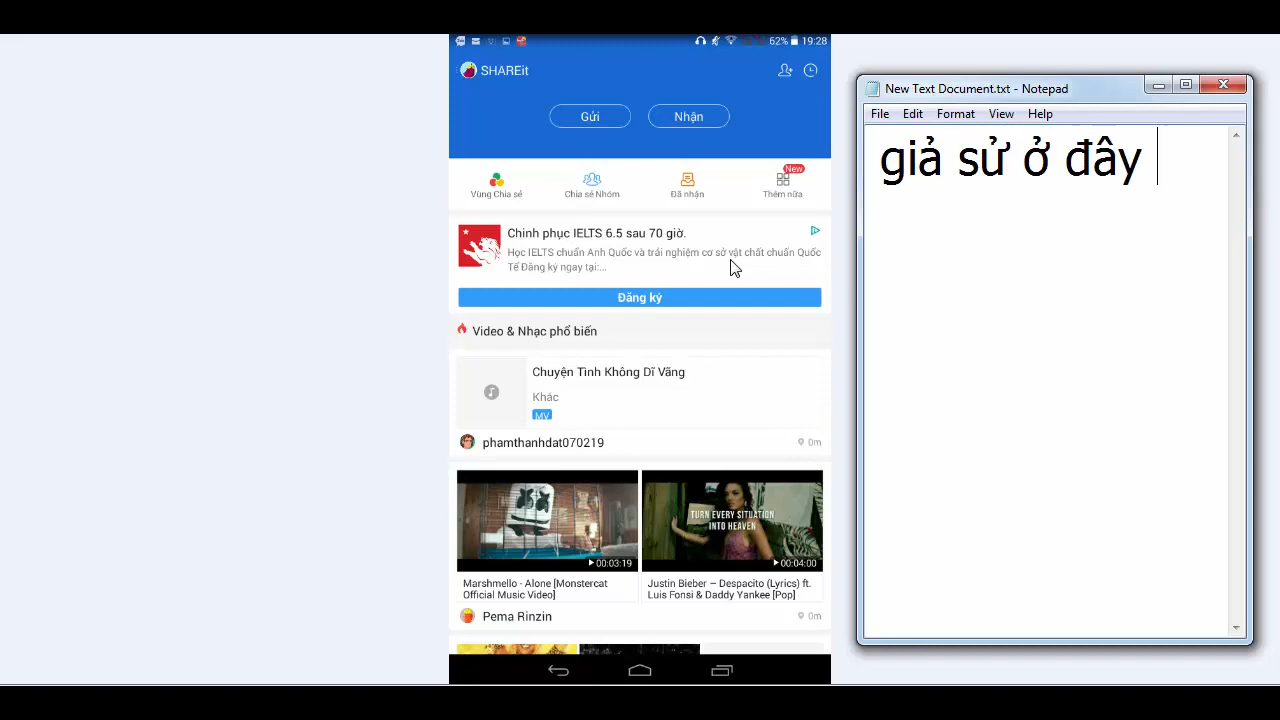 62% 19:28
SHAREit
Gửi Nhận
Vùng Chia sẻ Chia sẻ Nhóm Đã nhận Thêm nữa
New
Chinh phục IELTS 6.5 sau 70 giờ.
Học IELTS chuẩn Anh Quốc và trải nghiệm cơ sở vật chất chuẩn Quốc
Tế Đăng ký ngay tại:...
Đăng ký
Video & Nhạc phổ biến
Chuyện Tình Không Dĩ Vãng
Khác
MV
phamthanhdat070219 0m
TURN EVERY SITUATION
INTO HEAVEN
00:03:19 00:04:00
Marshmello - Alone [Monstercat
Official Music Video]
Justin Bieber – Despacito (Lyrics) ft.
Luis Fonsi & Daddy Yankee [Pop]
Pema Rinzin 0m
New Text Document.txt - Notepad
File Edit Format View Help
giả sử ở đây